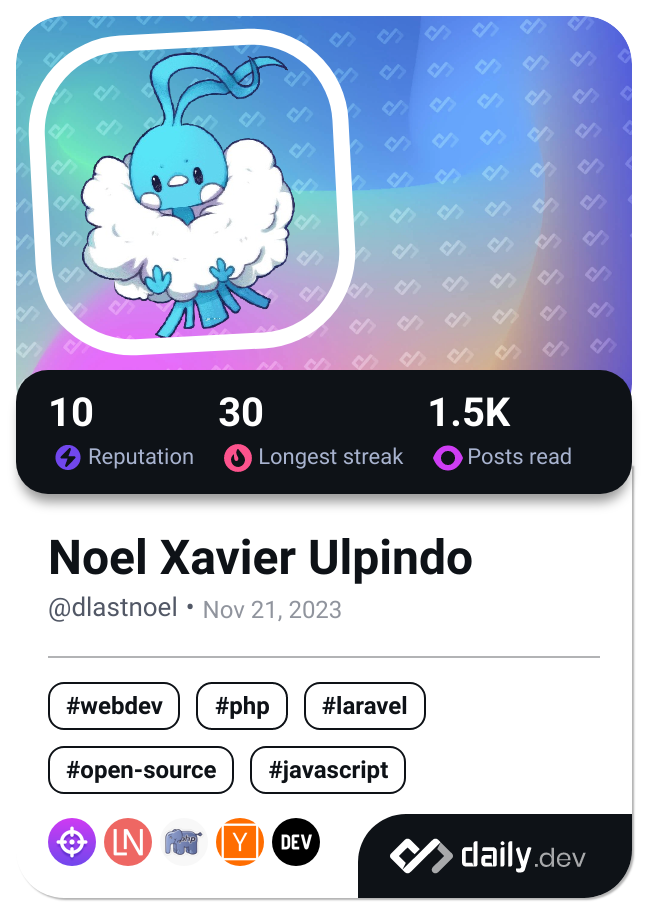 10 30 1.5K
Reputation Longest streak Posts read
Noel Xavier Ulpindo
@dlastnoel • Nov 21, 2023
#webdev #php #laravel
#open-source #javascript
LN php Y DEV
daily.dev